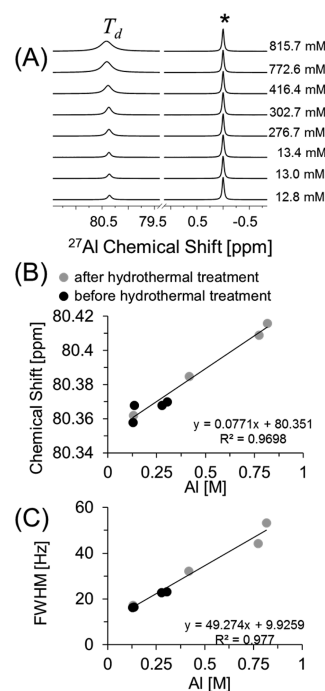 (A)
T_d *
815.7 mM
772.6 mM
416.4 mM
302.7 mM
276.7 mM
13.4 mM
13.0 mM
12.8 mM
80.5 79.5 0.5 -0.5
27Al Chemical Shift [ppm]
(B)
after hydrothermal treatment
before hydrothermal treatment
Chemical Shift [ppm]
80.42
80.4
80.38
80.36
80.34
y = 0.0771x + 80.351
R² = 0.9698
0 0.25 0.5 0.75 1
Al [M]
(C)
FWHM [Hz]
60
40
20
0
y = 49.274x + 9.9259
R² = 0.977
0 0.25 0.5 0.75 1
Al [M]